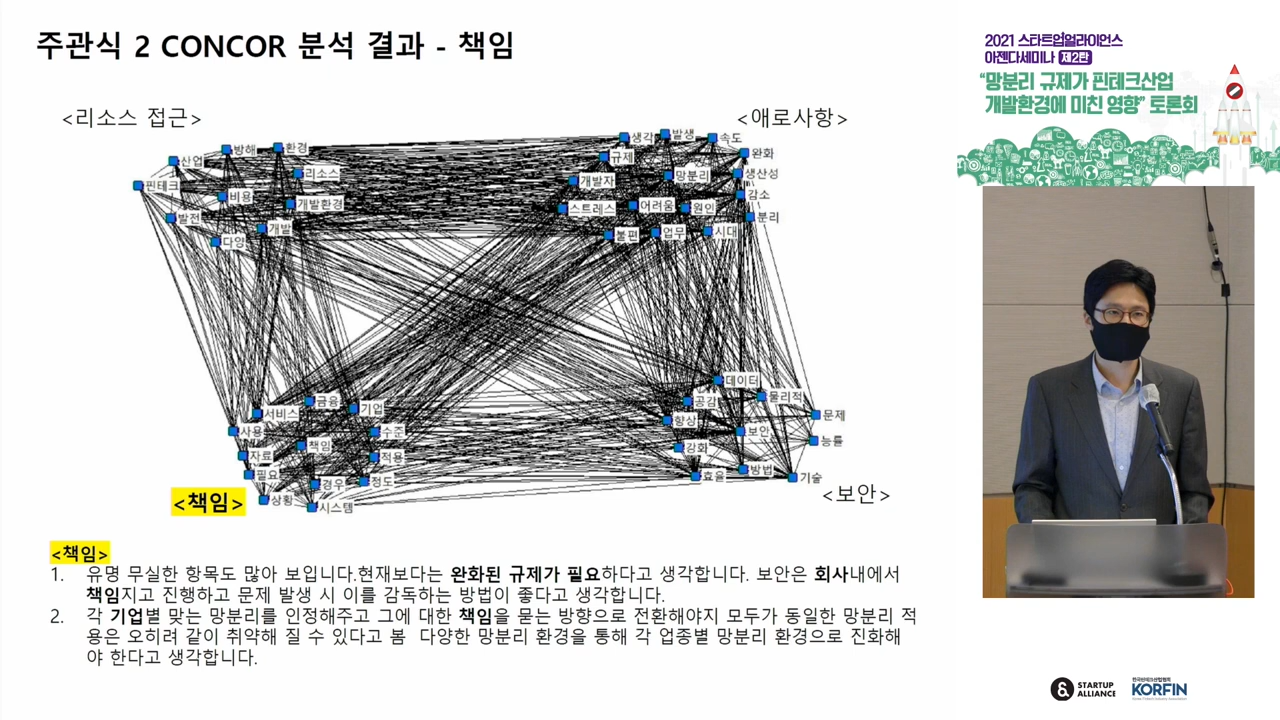 주관식 2 CONCOR 분석 결과 - 책임
<리소스 접근>
<애로사항>
산업
방해
환경
리소스
핀테크
비용
개발환경
발전
개발
다양
생각
발생
속도
규제
완화
개발자
망분리
생산성
감소
스트레스
어려움
원인
분리
불편
업무
시대
서비스
금융
기업
사용
책임
수준
자료
적용
필요
경우
정도
상황
시스템
데이터
공감
물리적
향상
문제
보안
능률
강화
효율
방법
기술
<책임>
<보안>
<책임>
1. 유명 무실한 항목도 많아 보입니다.현재보다는 완화된 규제가 필요하다고 생각합니다. 보안은 회사내에서
책임지고 진행하고 문제 발생 시 이를 감독하는 방법이 좋다고 생각합니다.
2. 각 기업별 맞는 망분리를 인정해주고 그에 대한 책임을 묻는 방향으로 전환해야지 모두가 동일한 망분리 적
용은 오히려 같이 취약해 질 수 있다고 봄 다양한 망분리 환경을 통해 각 업종별 망분리 환경으로 진화해
야 한다고 생각합니다.
2021 스타트업얼라이언스
아젠다세미나 제2탄
“망분리 규제가 핀테크산업
개발환경에 미친 영향” 토론회
& STARTUP
ALLIANCE
한국핀테크산업협회
KORFIN